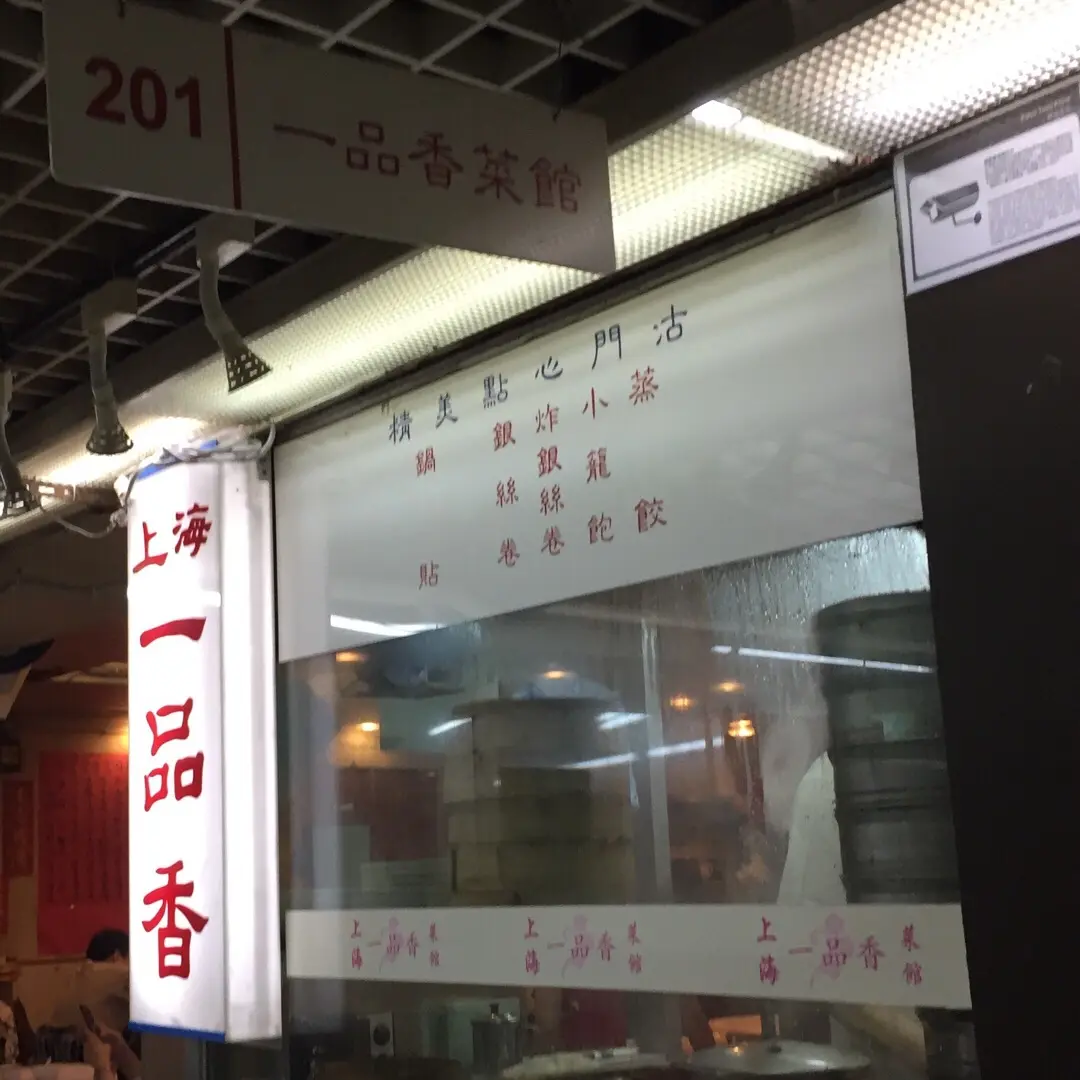 201 一品香菜館
精美點心門沽
鍋貼
銀絲卷
炸銀絲卷
小籠飽
蒸餃
上海
一品香
上海一品香菜館
上海一品香菜館
上海一品香菜館